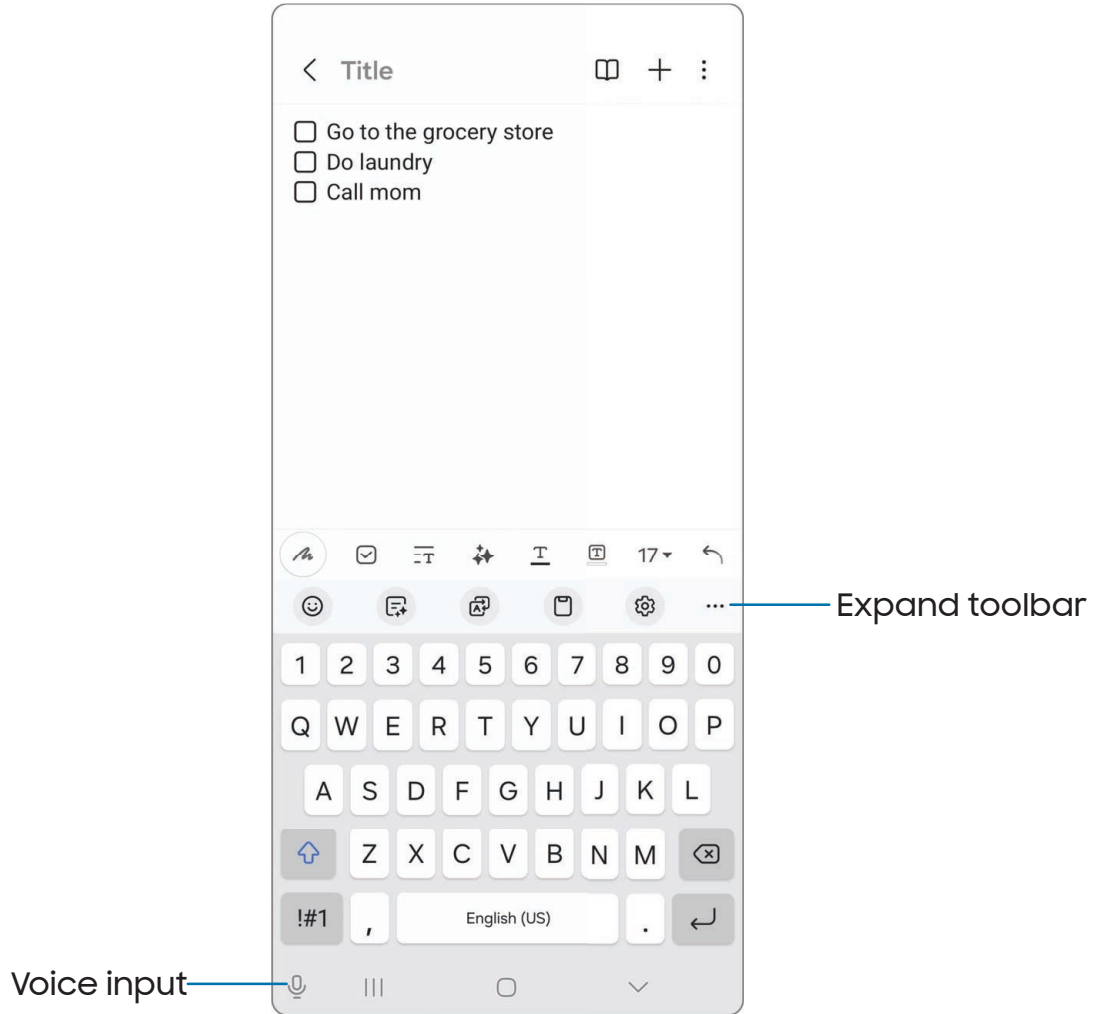 Title
Go to the grocery store
Do laundry
Call mom
17
Expand toolbar
1 2 3 4 5 6 7 8 9 0
Q W E R T Y U I O P
A S D F G H J K L
Z X C V B N M
!#1 , English (US) .
Voice input